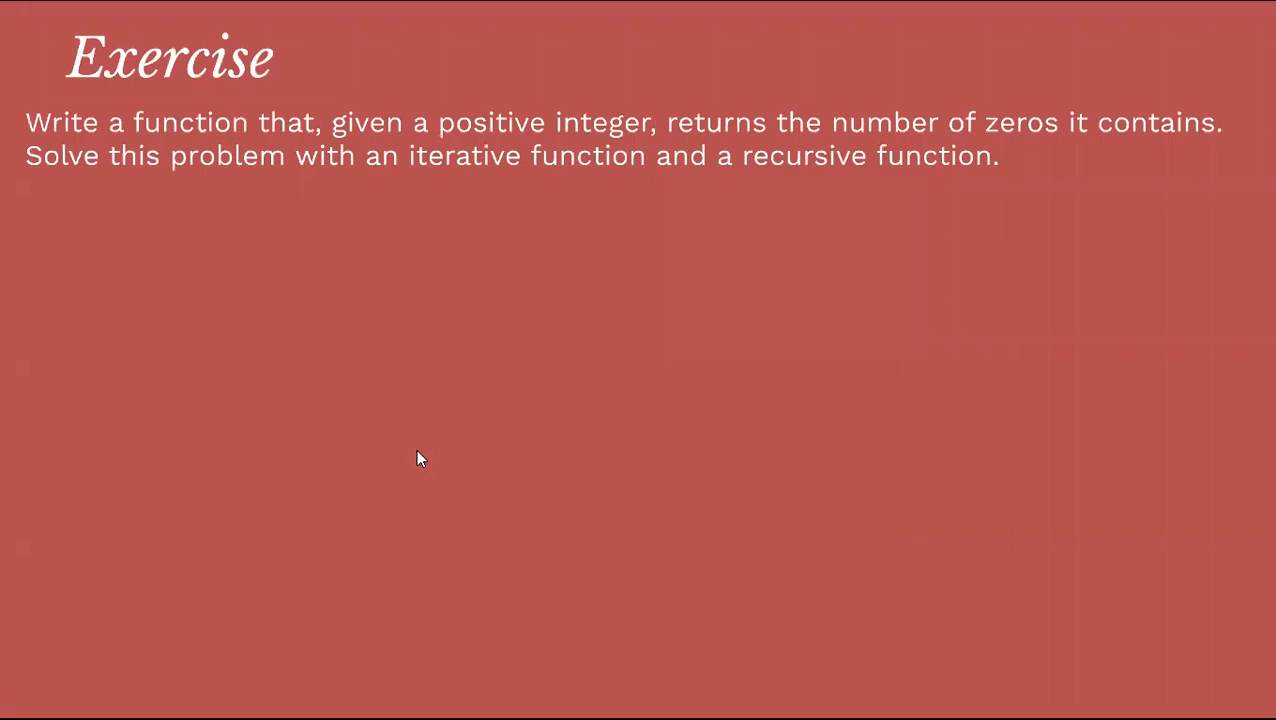 Exercise
Write a function that, given a positive integer, returns the number of zeros it contains.
Solve this problem with an iterative function and a recursive function.